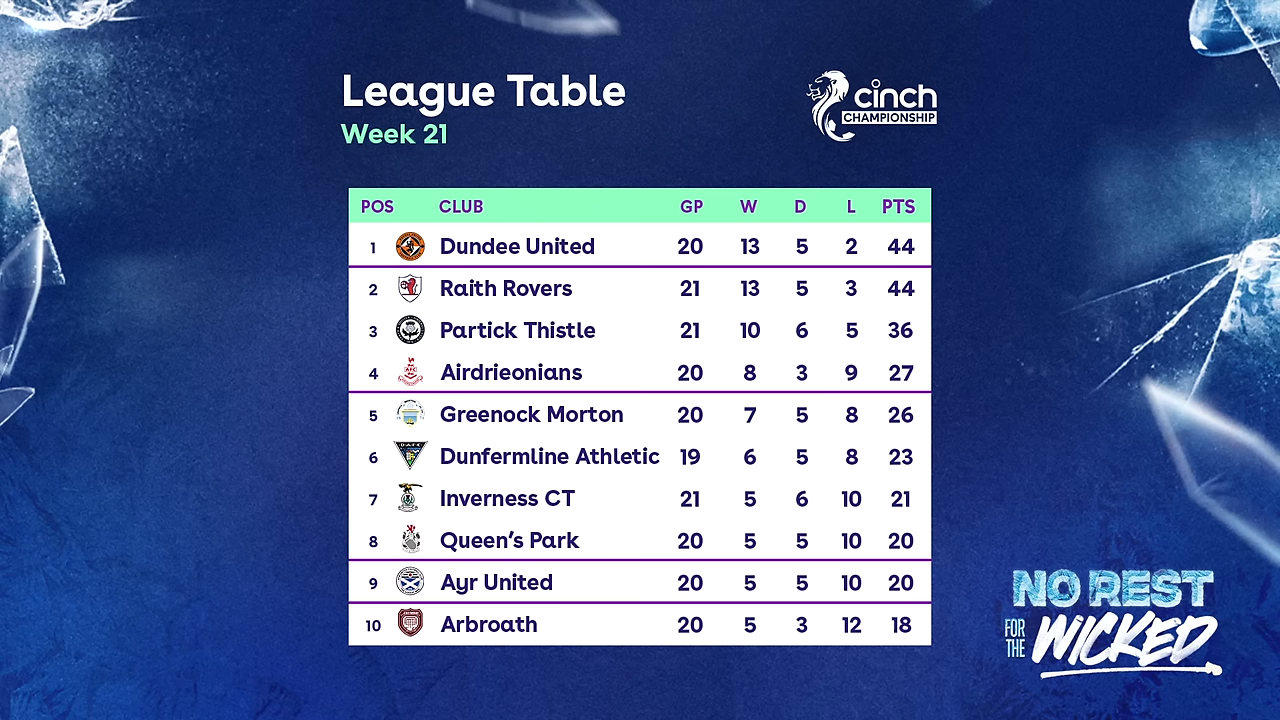 League Table
Week 21
cinch
CHAMPIONSHIP
POS CLUB GP W D L PTS
1 Dundee United 20 13 5 2 44
2 Raith Rovers 21 13 5 3 44
3 Partick Thistle 21 10 6 5 36
4 Airdrieonians 20 8 3 9 27
5 Greenock Morton 20 7 5 8 26
6 Dunfermline Athletic 19 6 5 8 23
7 Inverness CT 21 5 6 10 21
8 Queen's Park 20 5 5 10 20
9 Ayr United 20 5 5 10 20
10 Arbroath 20 5 3 12 18
NO REST
FOR THE WICKED